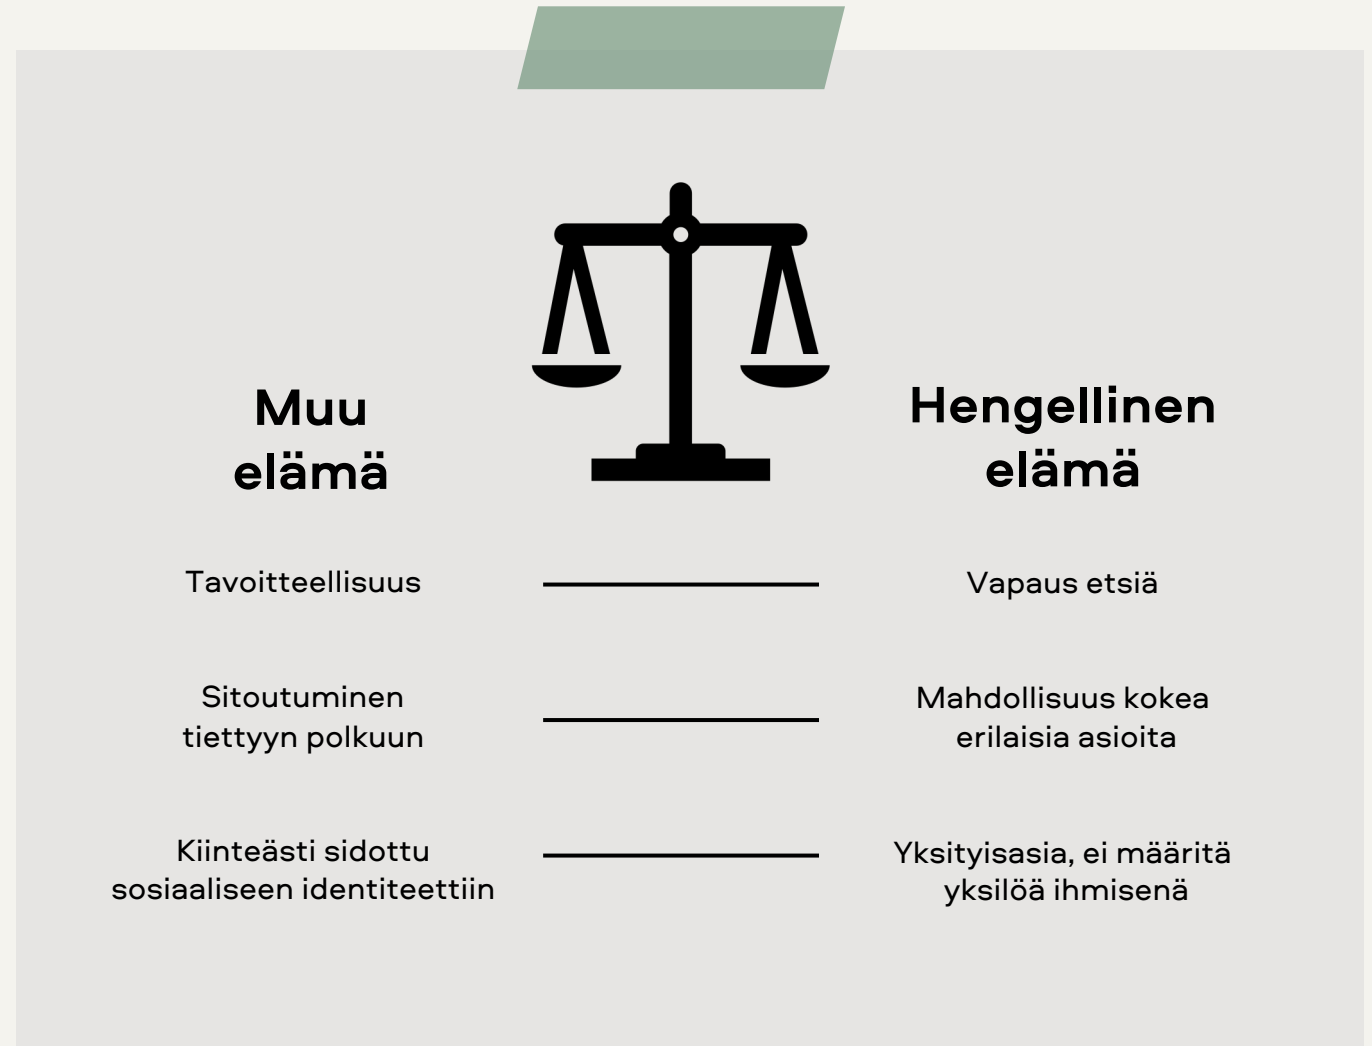 Muu
elämä
Hengellinen
elämä
Tavoitteellisuus
Vapaus etsiä
Sitoutuminen
tiettyyn polkuun
Mahdollisuus kokea
erilaisia asioita
Kiinteästi sidottu
sosiaaliseen identiteettiin
Yksityisasia, ei määritä
yksilöä ihmisenä